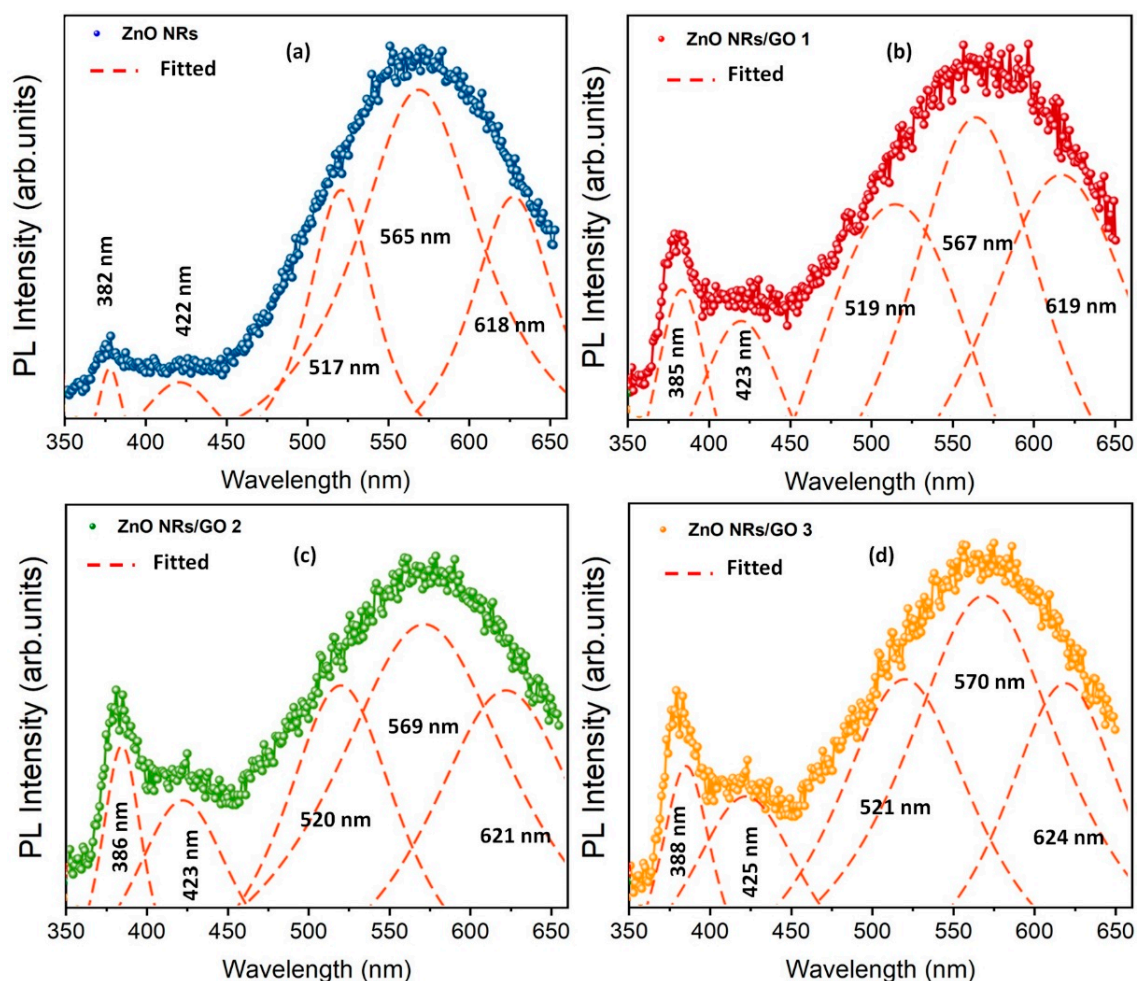 ZnO NRs
(a)
Fitted
382 nm
422 nm
517 nm
565 nm
618 nm
PL Intensity (arb.units)
350 400 450 500 550 600 650
Wavelength (nm)
ZnO NRs/GO 1
(b)
Fitted
385 nm
423 nm
519 nm
567 nm
619 nm
PL Intensity (arb.units)
350 400 450 500 550 600 650
Wavelength (nm)
ZnO NRs/GO 2
(c)
Fitted
386 nm
423 nm
520 nm
569 nm
621 nm
PL Intensity (arb.units)
350 400 450 500 550 600 650
Wavelength (nm)
ZnO NRs/GO 3
(d)
Fitted
388 nm
425 nm
521 nm
570 nm
624 nm
PL Intensity (arb.units)
350 400 450 500 550 600 650
Wavelength (nm)